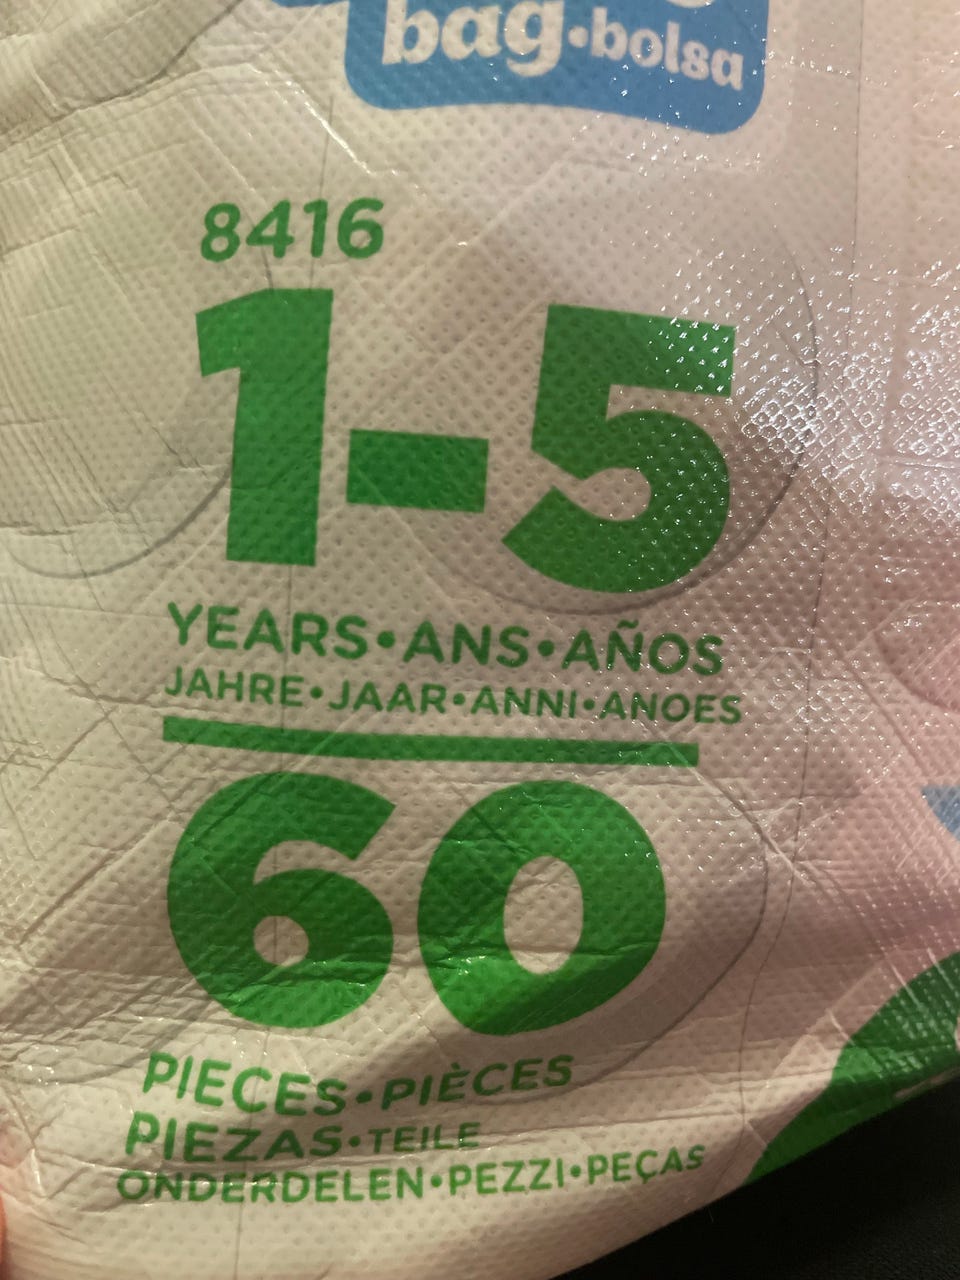 bag·bolsa
8416
1-5
YEARS•ANS•AÑOS
JAHRE•JAAR•ANNI•ANOES
60
PIECES•PIÈCES
PIEZAS•TEILE
ONDERDELEN•PEZZI•PEÇAS